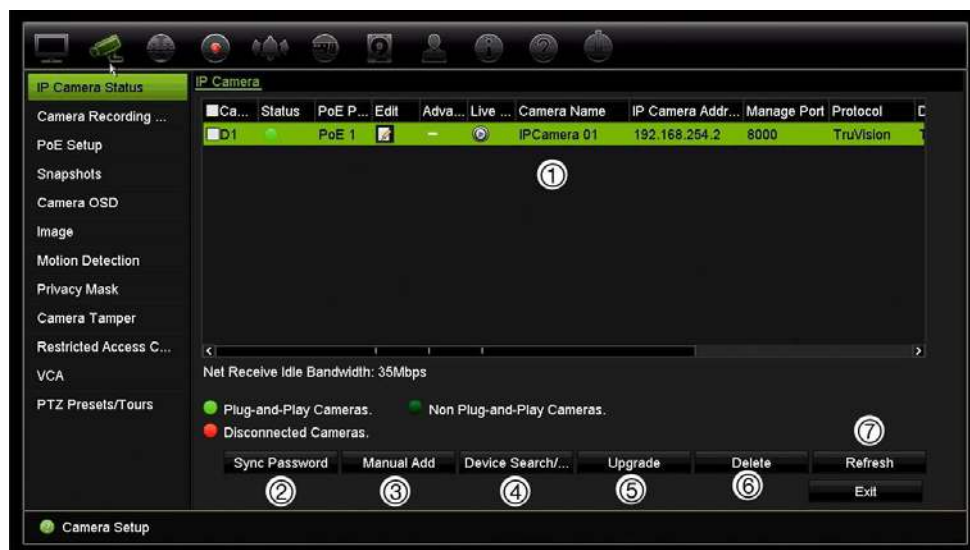 IP Camera Status
Camera Recording ...
PoE Setup
Snapshots
Camera OSD
Image
Motion Detection
Privacy Mask
Camera Tamper
Restricted Access C...
VCA
PTZ Presets/Tours
IP Camera
Ca... Status PoE P... Edit Adva... Live ... Camera Name IP Camera Addr... Manage Port Protocol D
D1 PoE 1 – IPCamera 01 192.168.254.2 8000 TruVision T
①
Net Receive Idle Bandwidth: 35Mbps
Plug-and-Play Cameras. Non Plug-and-Play Cameras.
Disconnected Cameras.
⑦
Sync Password Manual Add Device Search/... Upgrade Delete Refresh
② ③ ④ ⑤ ⑥
Exit
Camera Setup